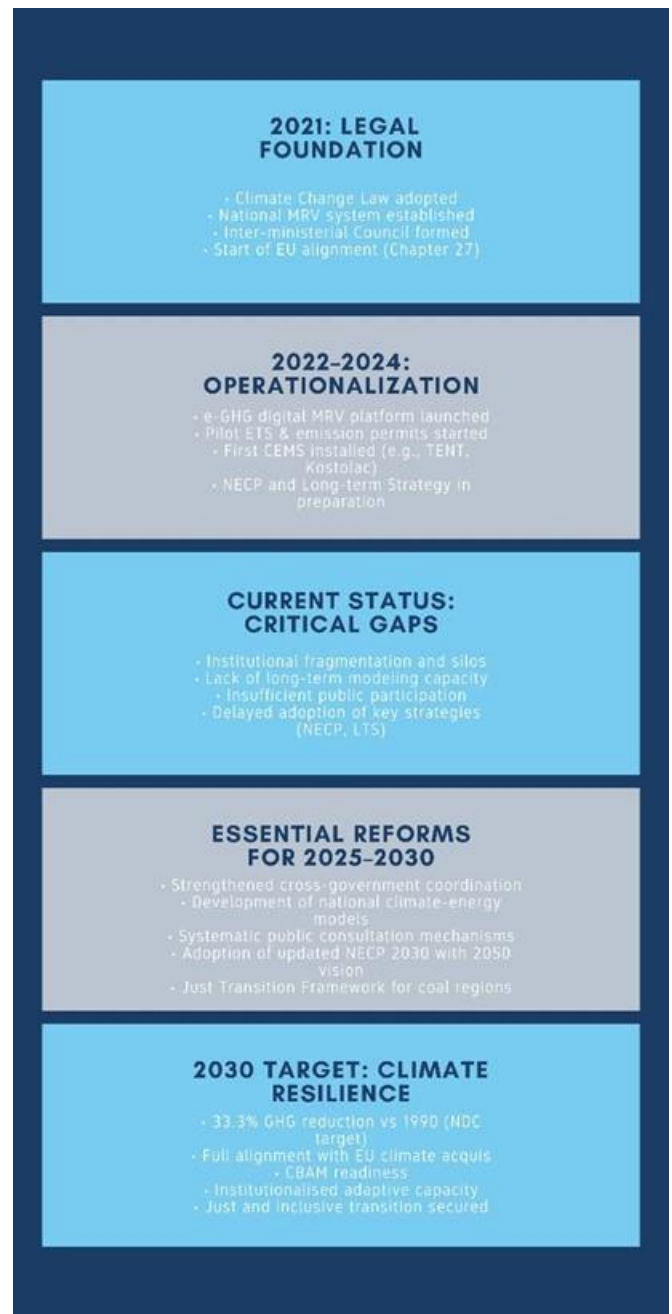 2021: LEGAL
FOUNDATION
• Climate Change Law adopted
• National MRV system established
• Inter-ministerial Council formed
• Start of EU alignment (Chapter 27)
2022–2024:
OPERATIONALIZATION
• e-GHG digital MRV platform launched
• Pilot ETS & emission permits started
• First CEMS installed (e.g., TENT,
Kostolac)
• NECP and Long-term Strategy in
preparation
CURRENT STATUS:
CRITICAL GAPS
• Institutional fragmentation and silos
• Lack of long-term modeling capacity
• Insufficient public participation
• Delayed adoption of key strategies
(NECP, LTS)
ESSENTIAL REFORMS
FOR 2025–2030
• Strengthened cross-government coordination
• Development of national climate-energy
models
• Systematic public consultation mechanisms
• Adoption of updated NECP 2030 with 2050
vision
• Just Transition Framework for coal regions
2030 TARGET: CLIMATE
RESILIENCE
• 33.3% GHG reduction vs 1990 (NDC
target)
• Full alignment with EU climate acquis
• CBAM readiness
• Institutionalised adaptive capacity
• Just and inclusive transition secured